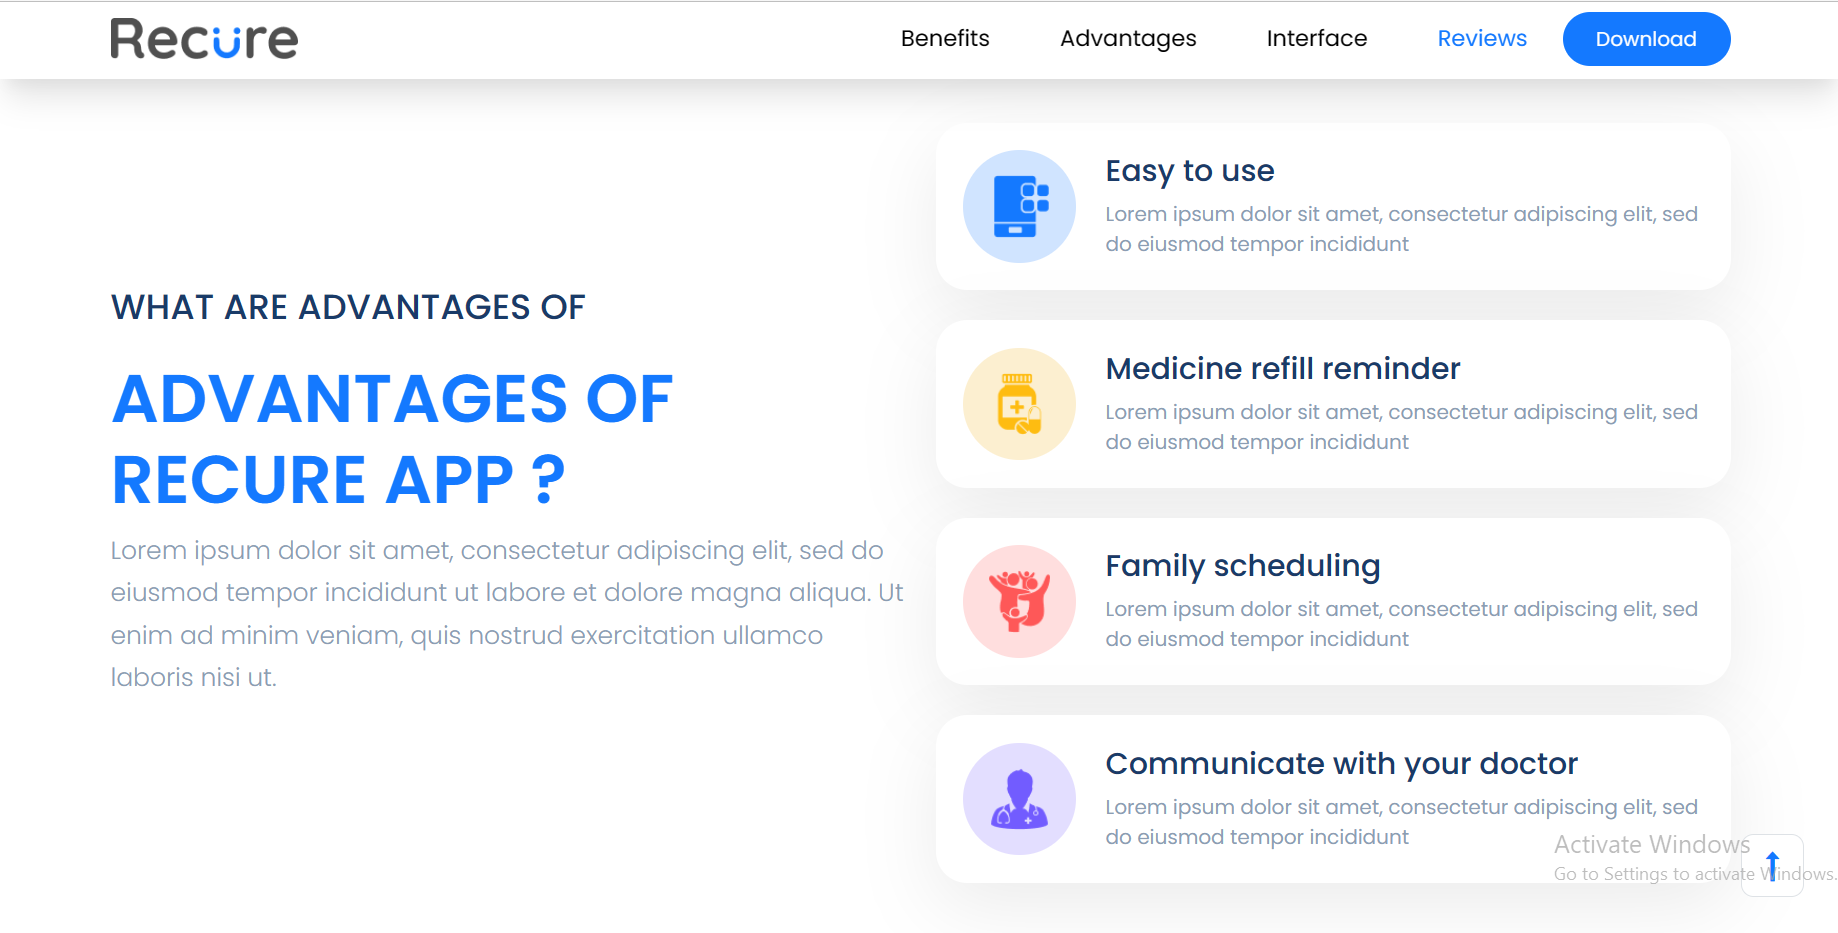 Recure
Benefits
Advantages
Interface
Reviews
Download
WHAT ARE ADVANTAGES OF
ADVANTAGES OF
RECURE APP ?
Lorem ipsum dolor sit amet, consectetur adipiscing elit, sed do
eiusmod tempor incididunt ut labore et dolore magna aliqua. Ut
enim ad minim veniam, quis nostrud exercitation ullamco
laboris nisi ut.
Easy to use
Lorem ipsum dolor sit amet, consectetur adipiscing elit, sed
do eiusmod tempor incididunt
Medicine refill reminder
Lorem ipsum dolor sit amet, consectetur adipiscing elit, sed
do eiusmod tempor incididunt
Family scheduling
Lorem ipsum dolor sit amet, consectetur adipiscing elit, sed
do eiusmod tempor incididunt
Communicate with your doctor
Lorem ipsum dolor sit amet, consectetur adipiscing elit, sed
do eiusmod tempor incididunt
Activate Windows
Go to Settings to activate Windows.